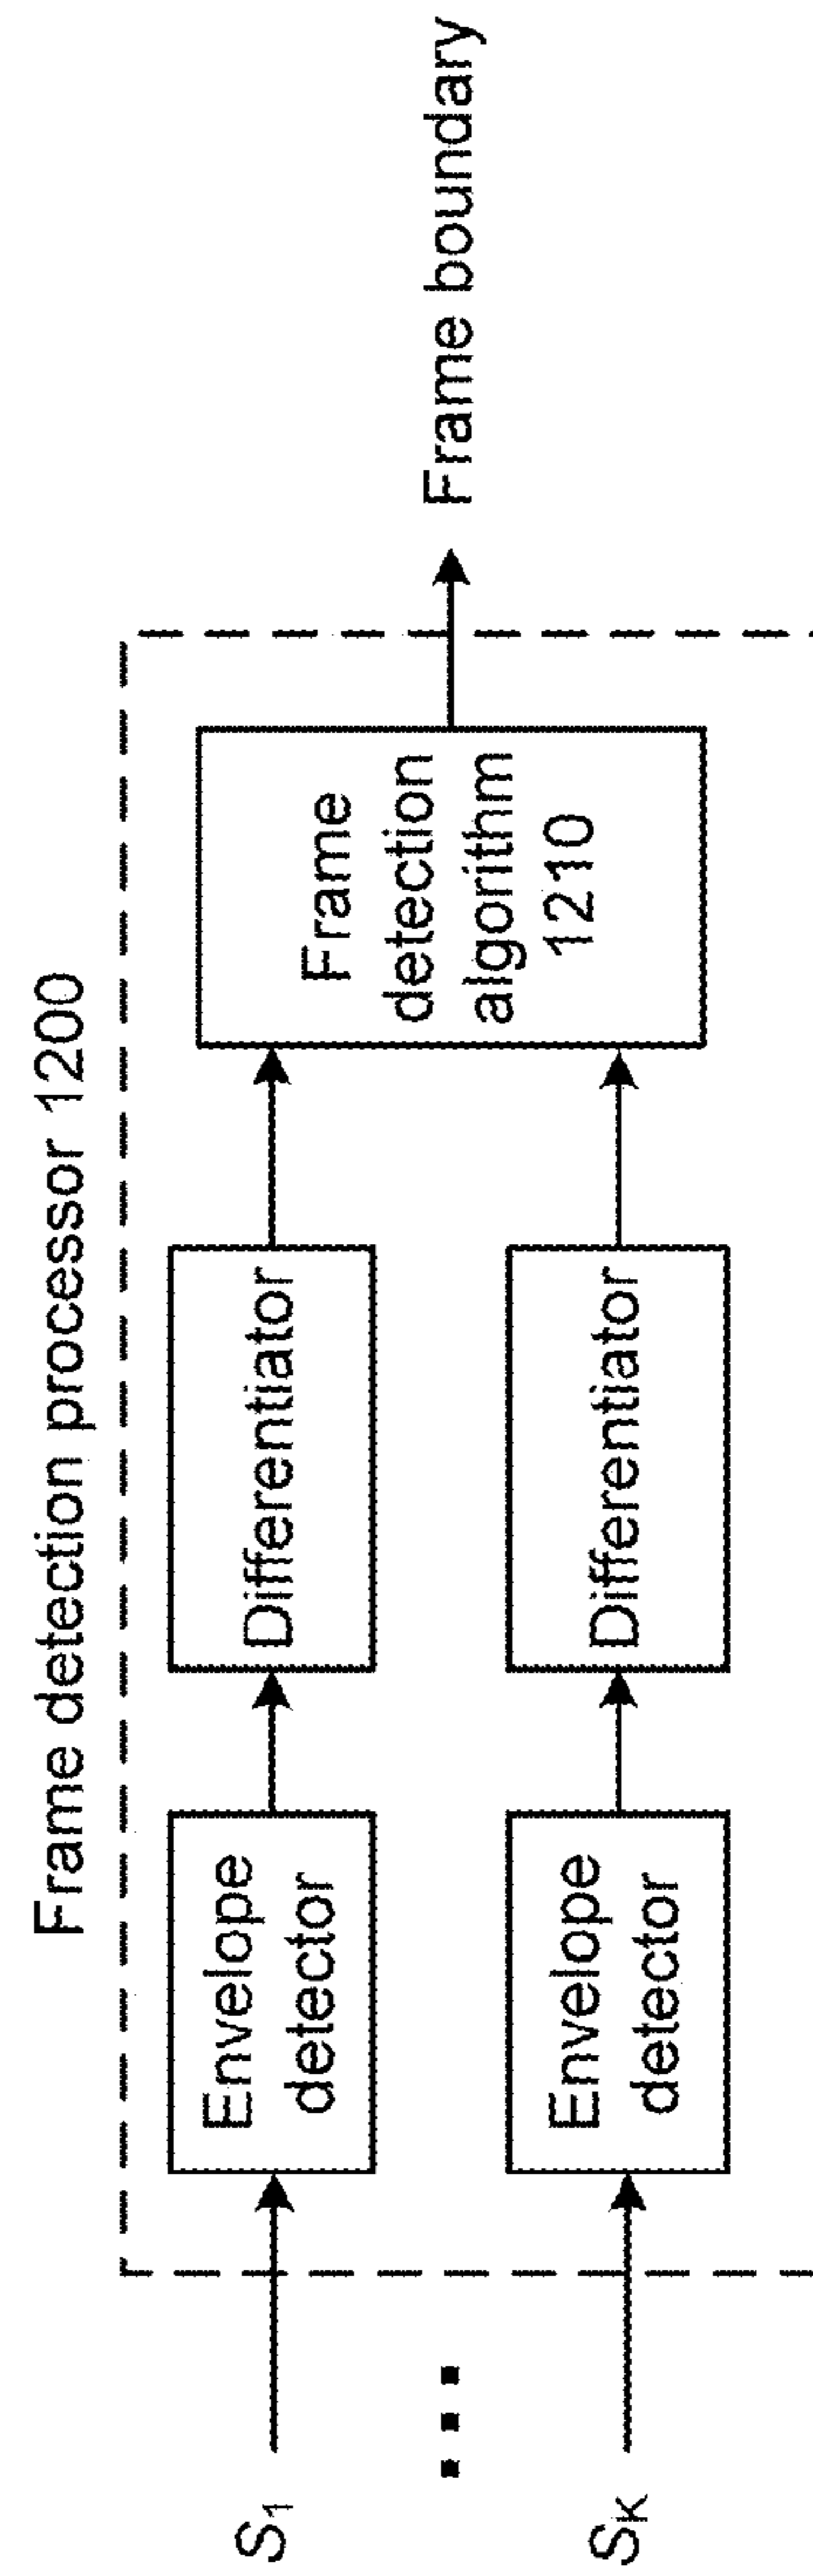 Frame detection processor 1200
S1
Envelope
detector
Differentiator
Frame
detection
algorithm
1210
Frame boundary
SK
Envelope
detector
Differentiator